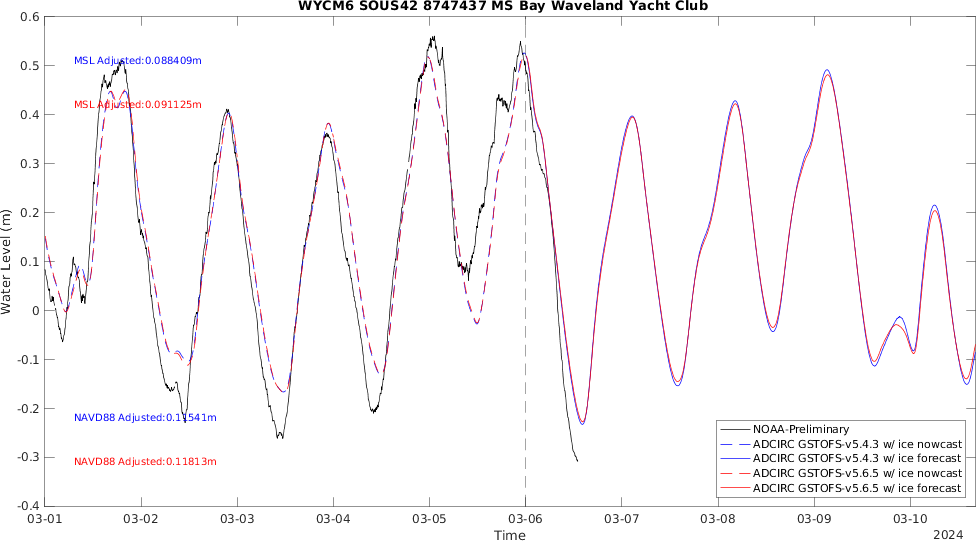 WYCM6 SOUS42 8747437 MS Bay Waveland Yacht Club
0.6
0.5
0.4
0.3
0.2
0.1
0
-0.1
-0.2
-0.3
-0.4
Water Level (m)
MSL Adjusted:0.088409m
MSL Adjusted:0.091125m
NAVD88 Adjusted:0.11541m
NAVD88 Adjusted:0.11813m
NOAA-Preliminary
ADCIRC GSTOFS-v5.4.3 w/ ice nowcast
ADCIRC GSTOFS-v5.4.3 w/ ice forecast
ADCIRC GSTOFS-v5.6.5 w/ ice nowcast
ADCIRC GSTOFS-v5.6.5 w/ ice forecast
03-01 03-02 03-03 03-04 03-05 03-06 03-07 03-08 03-09 03-10
Time
2024